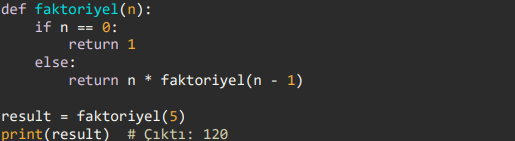 def faktoriyel(n):
    if n == 0:
        return 1
    else:
        return n * faktoriyel(n - 1)

result = faktoriyel(5)
print(result)  # Çıktı: 120